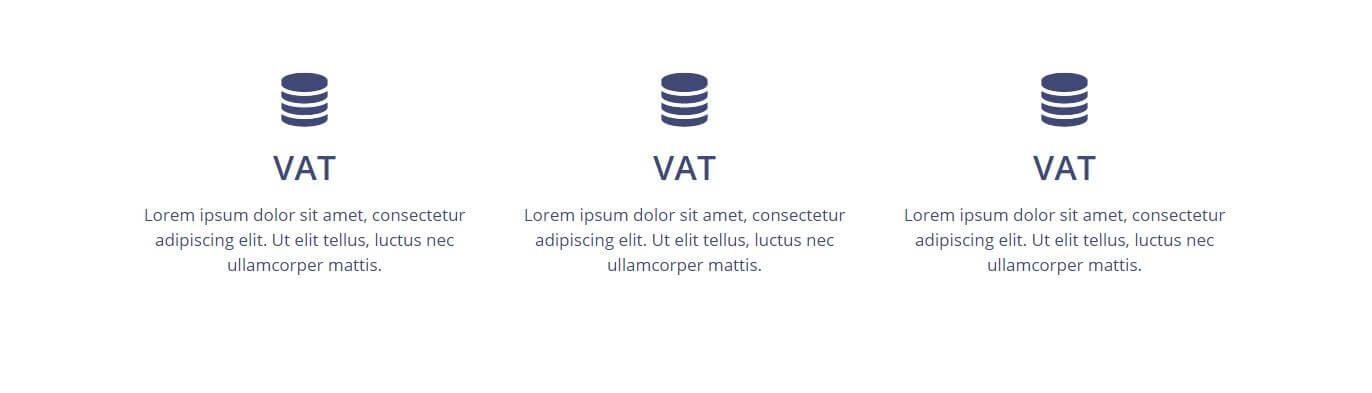 VAT
Lorem ipsum dolor sit amet, consectetur
adipiscing elit. Ut elit tellus, luctus nec
ullamcorper mattis.
VAT
Lorem ipsum dolor sit amet, consectetur
adipiscing elit. Ut elit tellus, luctus nec
ullamcorper mattis.
VAT
Lorem ipsum dolor sit amet, consectetur
adipiscing elit. Ut elit tellus, luctus nec
ullamcorper mattis.